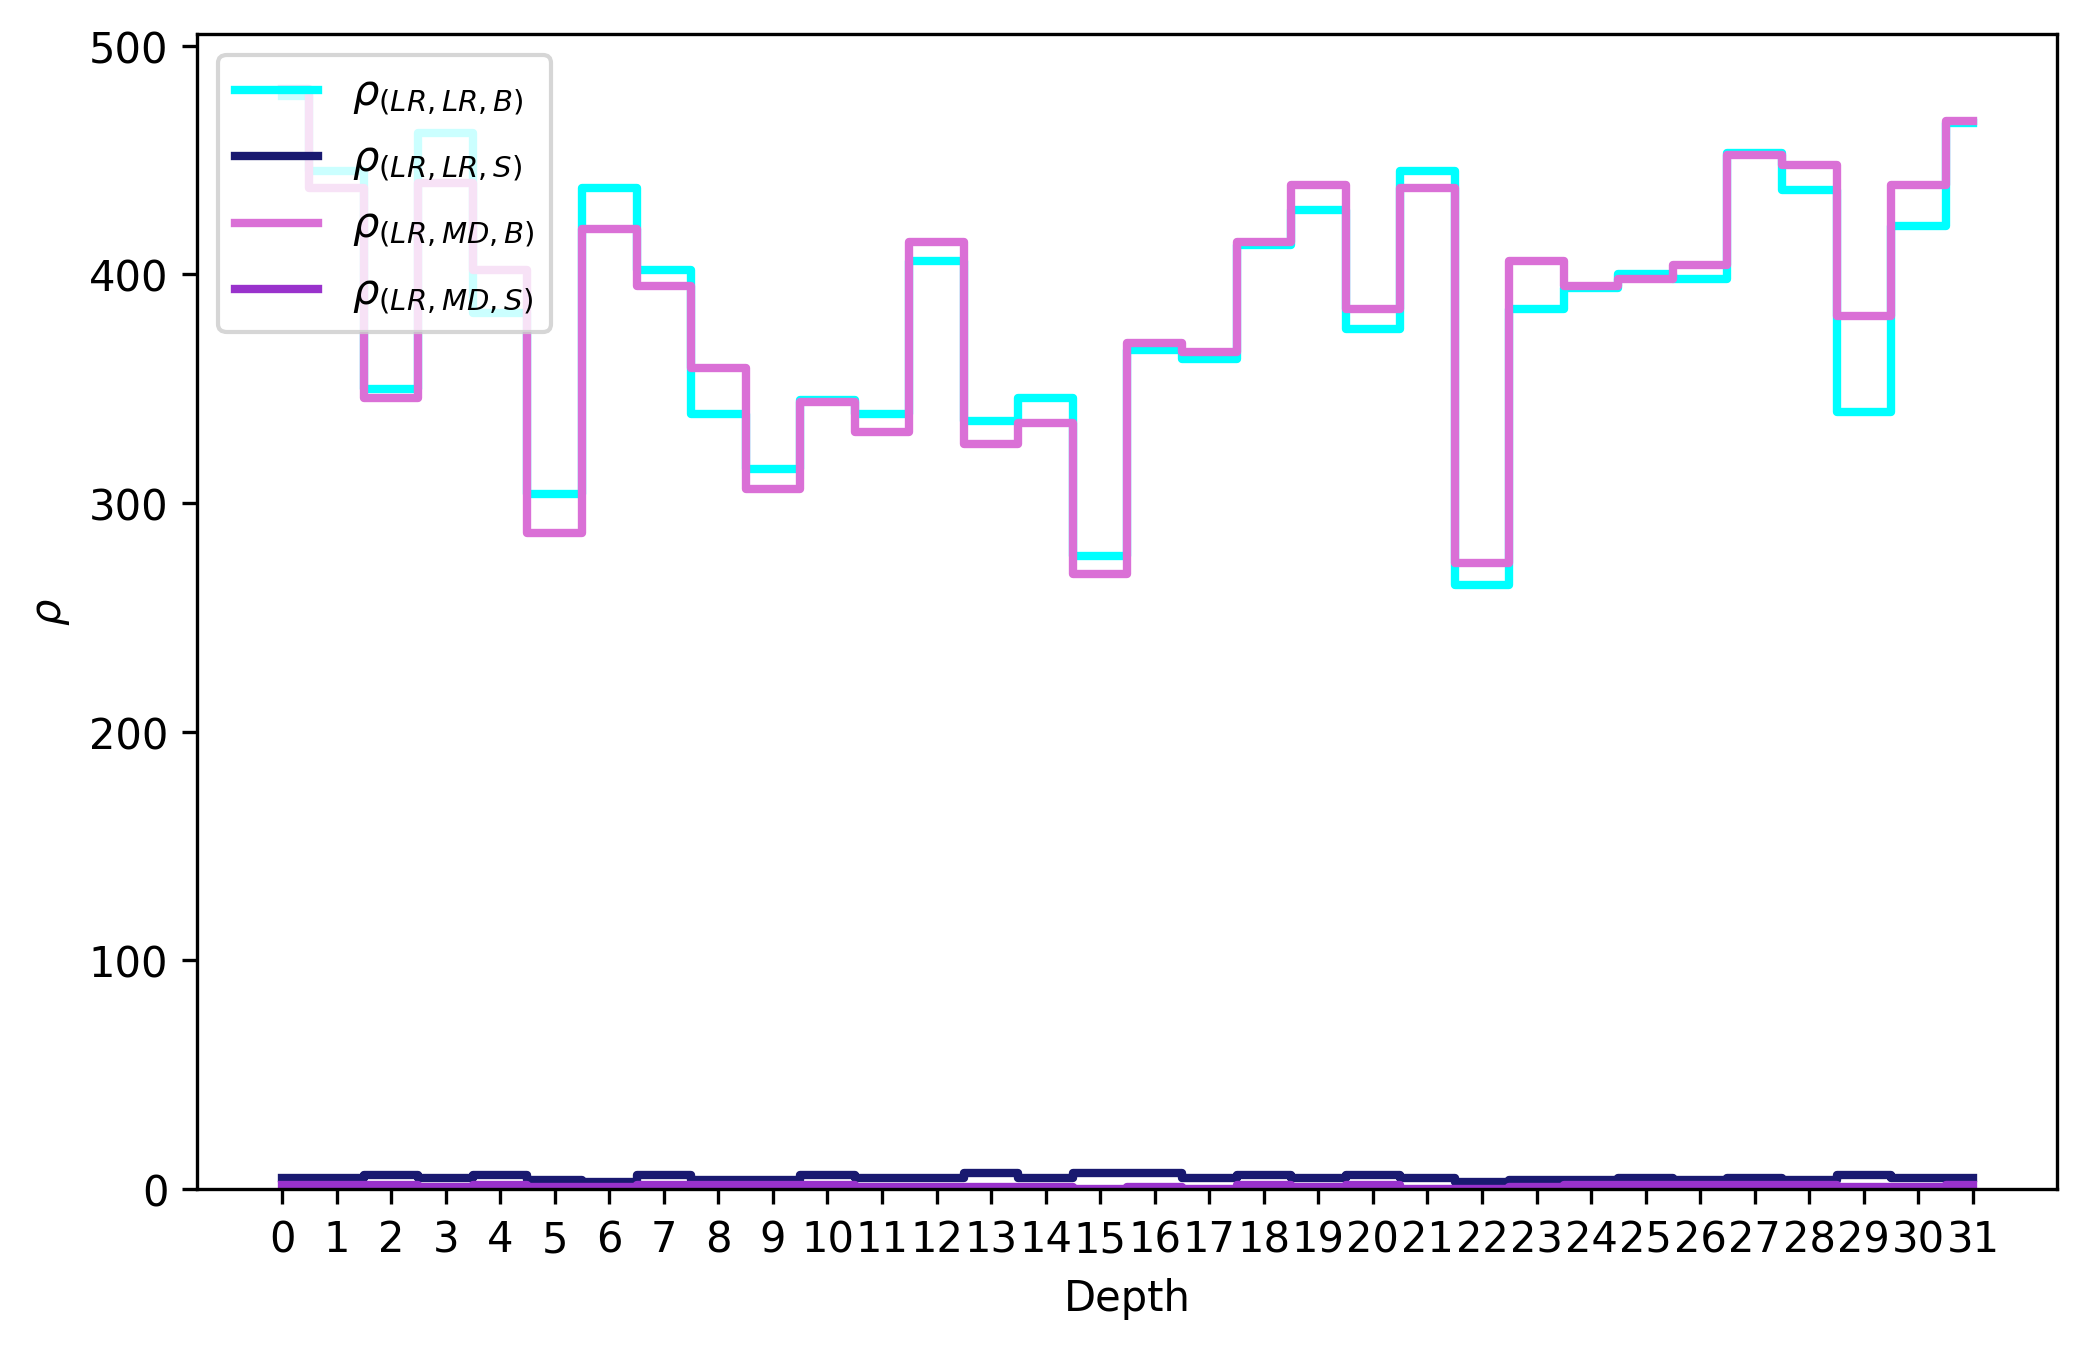 500
400
300
200
100
0
ρ
ρ(LR, LR, B)
ρ(LR, LR, S)
ρ(LR, MD, B)
ρ(LR, MD, S)
0 1 2 3 4 5 6 7 8 9 10 11 12 13 14 15 16 17 18 19 20 21 22 23 24 25 26 27 28 29 30 31
Depth